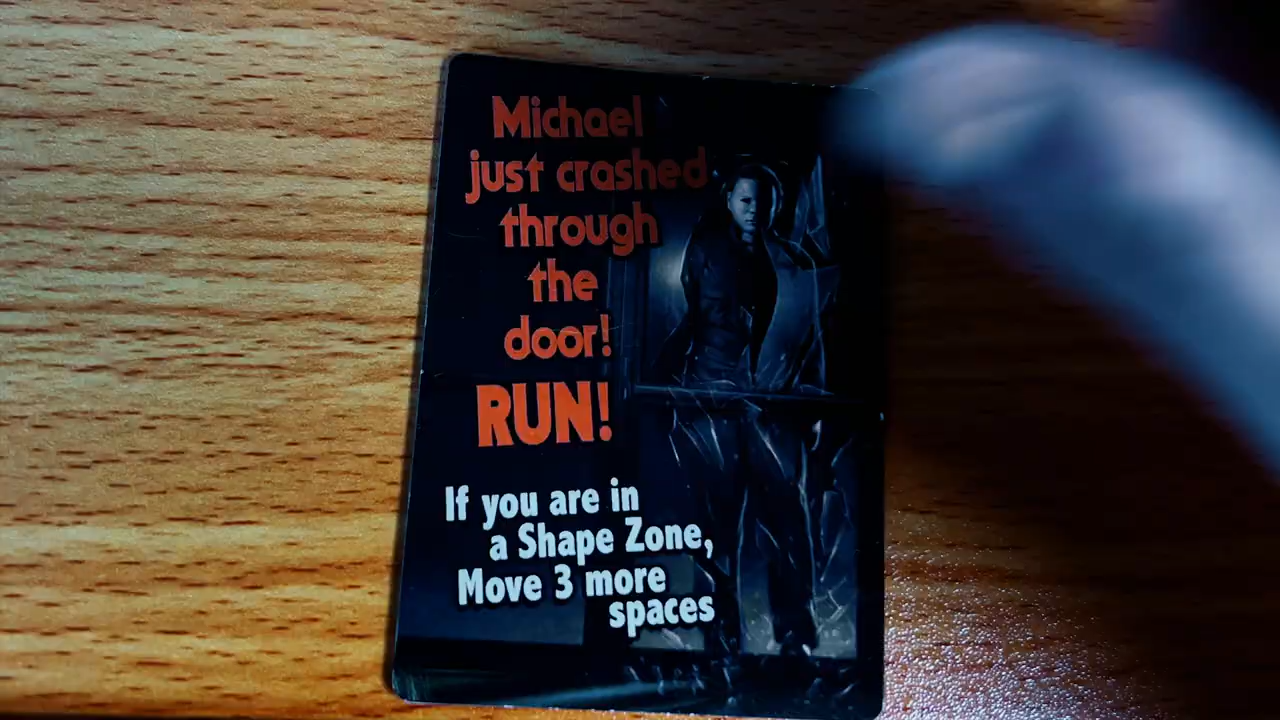 Michael
just crashed
through
the
door!
RUN!
If you are in
a Shape Zone,
Move 3 more
spaces